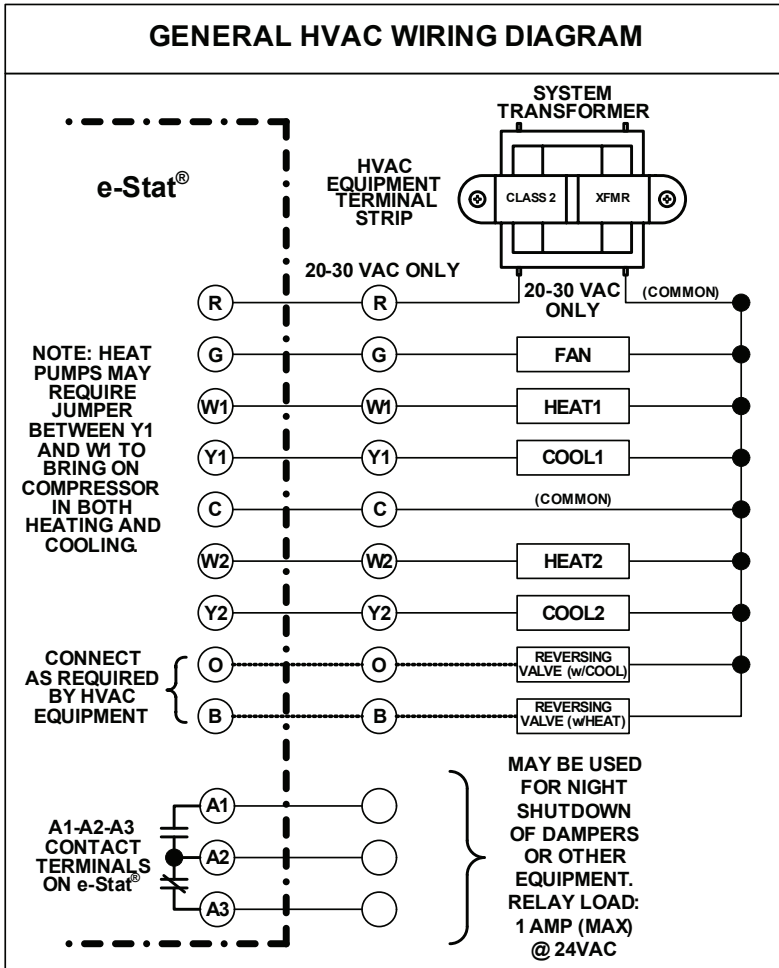 GENERAL HVAC WIRING DIAGRAM
SYSTEM
TRANSFORMER
e-Stat®
HVAC
EQUIPMENT
TERMINAL
STRIP
CLASS 2
XFMR
20-30 VAC ONLY
20-30 VAC
ONLY
(COMMON)
R
R
NOTE: HEAT
PUMPS MAY
REQUIRE
JUMPER
BETWEEN Y1
AND W1 TO
BRING ON
COMPRESSOR
IN BOTH
HEATING AND
COOLING.
G
G
FAN
W1
W1
HEAT1
Y1
Y1
COOL1
C
C
(COMMON)
W2
W2
HEAT2
Y2
Y2
COOL2
CONNECT
AS REQUIRED
BY HVAC
EQUIPMENT
O
O
REVERSING
VALVE (w/COOL)
B
B
REVERSING
VALVE (w/HEAT)
A1-A2-A3
CONTACT
TERMINALS
ON e-Stat®
A1
A2
A3
MAY BE USED
FOR NIGHT
SHUTDOWN
OF DAMPERS
OR OTHER
EQUIPMENT.
RELAY LOAD:
1 AMP (MAX)
@ 24VAC